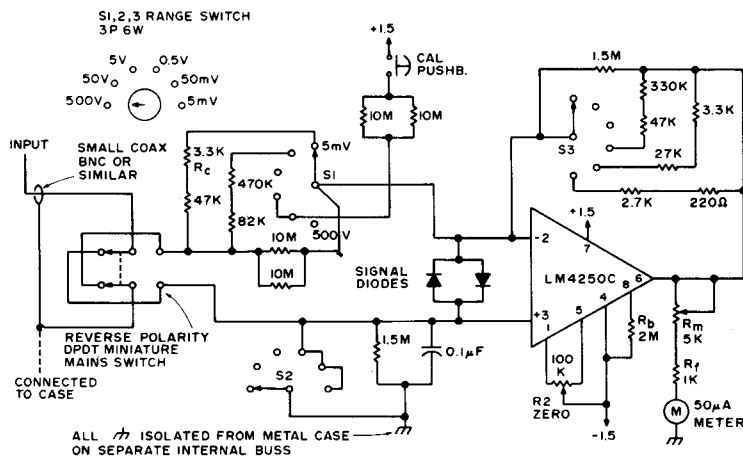 S1,2,3 RANGE SWITCH
3P 6W
5V
0.5V
50V
50mV
500V
5mV
INPUT
SMALL COAX
BNC OR
SIMILAR
+1.5
CAL
PUSHB.
10M
10M
3.3K
Rc
47K
470K
82K
5mV
S1
500V
10M
10M
1.5M
330K
47K
3.3K
S3
27K
2.7K
220Ω
+1.5
SIGNAL
DIODES
-2
7
LM4250C
6
+3
1
5
4
8
Rb
2M
Rm
5K
Rf
1K
M
50μA
METER
100
K
R2
ZERO
-1.5
1.5M
0.1μF
S2
REVERSE POLARITY
DPDT MINIATURE
MAINS SWITCH
CONNECTED
TO CASE
ALL ISOLATED FROM METAL CASE
ON SEPARATE INTERNAL BUSS